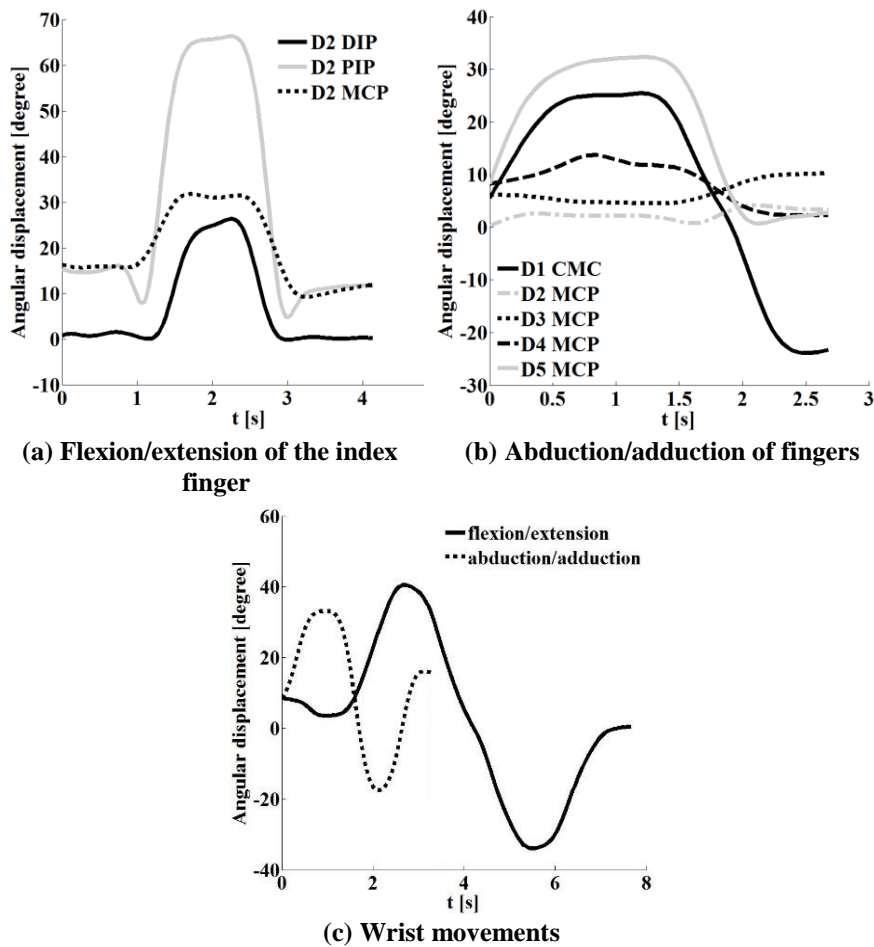 70
60
50
40
30
20
10
0
-10
Angular displacement [degree]
D2 DIP
D2 PIP
D2 MCP
0 1 2 3 4
t [s]
(a) Flexion/extension of the index
finger
40
30
20
10
0
-10
-20
-30
Angular displacement [degree]
D1 CMC
D2 MCP
D3 MCP
D4 MCP
D5 MCP
0 0.5 1 1.5 2 2.5 3
t [s]
(b) Abduction/adduction of fingers
60
40
20
0
-20
-40
Angular displacement [degree]
flexion/extension
abduction/adduction
0 2 4 6 8
t [s]
(c) Wrist movements